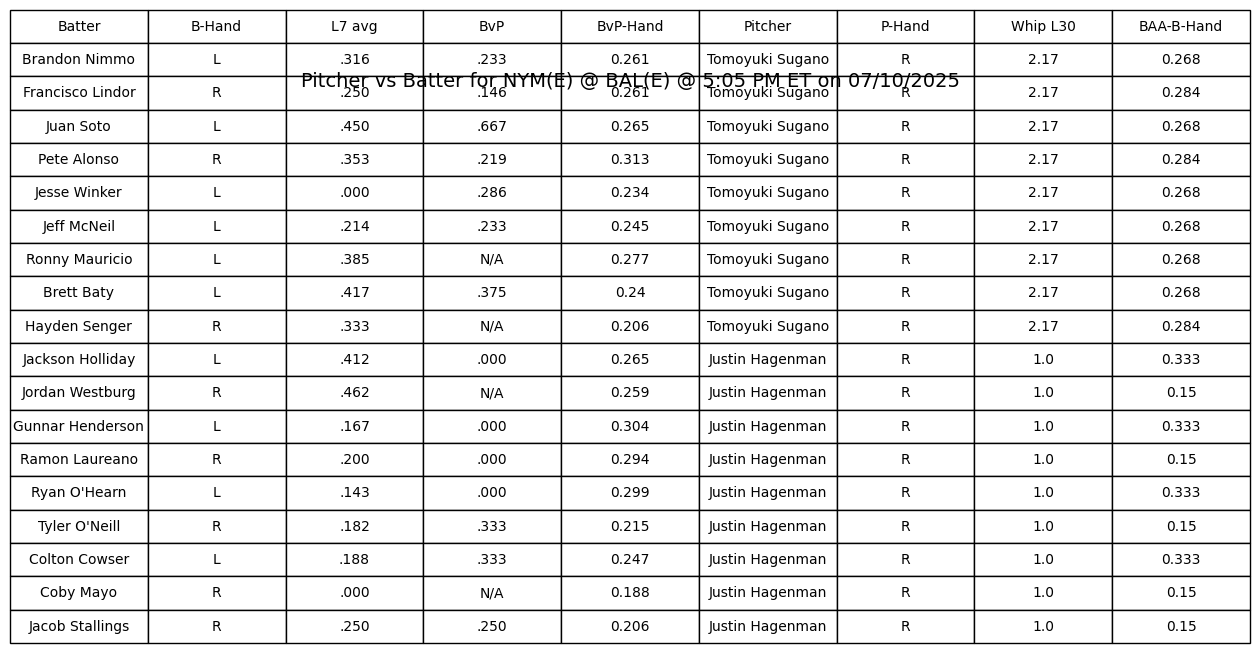 Batter B-Hand L7 avg BvP BvP-Hand Pitcher P-Hand Whip L30 BAA-B-Hand
Brandon Nimmo L .316 .233 0.261 Tomoyuki Sugano R 2.17 0.268
Pitcher vs Batter for NYM(E) @ BAL(E) @ 5:05 PM ET on 07/10/2025
Francisco Lindor R .250 .146 0.261 Tomoyuki Sugano R 2.17 0.284
Juan Soto L .450 .667 0.265 Tomoyuki Sugano R 2.17 0.268
Pete Alonso R .353 .219 0.313 Tomoyuki Sugano R 2.17 0.284
Jesse Winker L .000 .286 0.234 Tomoyuki Sugano R 2.17 0.268
Jeff McNeil L .214 .233 0.245 Tomoyuki Sugano R 2.17 0.268
Ronny Mauricio L .385 N/A 0.277 Tomoyuki Sugano R 2.17 0.268
Brett Baty L .417 .375 0.24 Tomoyuki Sugano R 2.17 0.268
Hayden Senger R .333 N/A 0.206 Tomoyuki Sugano R 2.17 0.284
Jackson Holliday L .412 .000 0.265 Justin Hagenman R 1.0 0.333
Jordan Westburg R .462 N/A 0.259 Justin Hagenman R 1.0 0.15
Gunnar Henderson L .167 .000 0.304 Justin Hagenman R 1.0 0.333
Ramon Laureano R .200 .000 0.294 Justin Hagenman R 1.0 0.15
Ryan O'Hearn L .143 .000 0.299 Justin Hagenman R 1.0 0.333
Tyler O'Neill R .182 .333 0.215 Justin Hagenman R 1.0 0.15
Colton Cowser L .188 .333 0.247 Justin Hagenman R 1.0 0.333
Coby Mayo R .000 N/A 0.188 Justin Hagenman R 1.0 0.15
Jacob Stallings R .250 .250 0.206 Justin Hagenman R 1.0 0.15